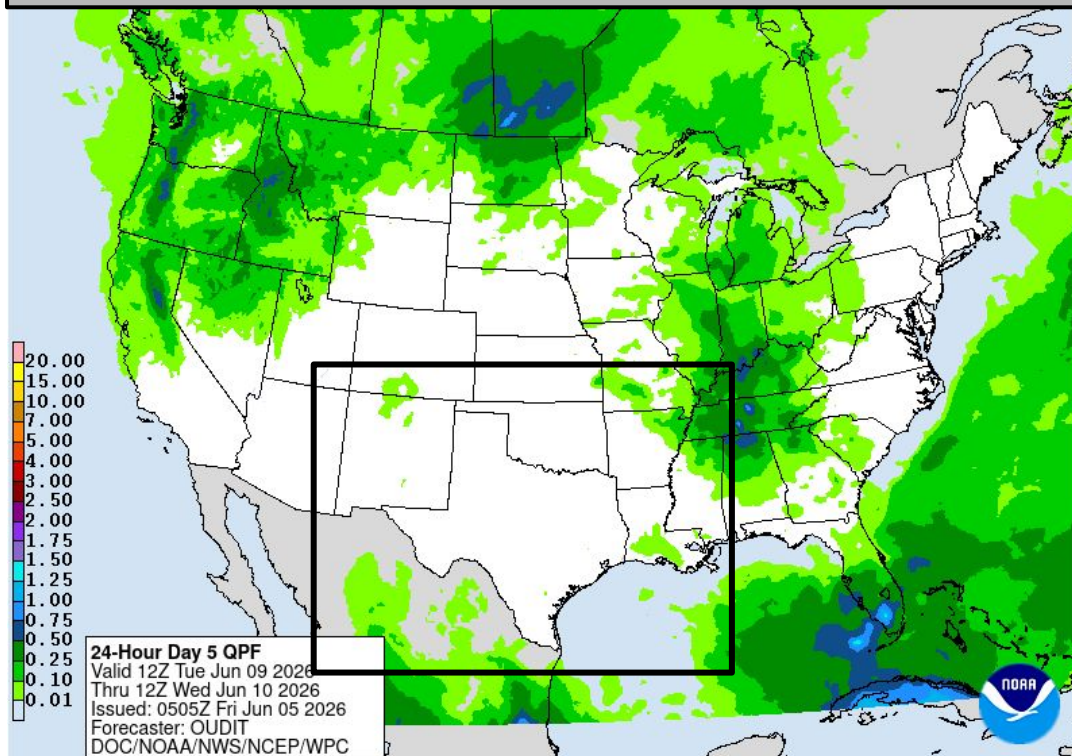 20.00
15.00
10.00
7.00
5.00
4.00
3.00
2.50
2.00
1.75
1.50
1.25
1.00
0.75
0.50
0.25
0.10
0.01
24-Hour Day 5 QPF
Valid 12Z Tue Jun 09 2026
Thru 12Z Wed Jun 10 2026
Issued: 0505Z Fri Jun 05 2026
Forecaster: OUDIT
DOC/NOAA/NWS/NCEP/WPC
NOAA